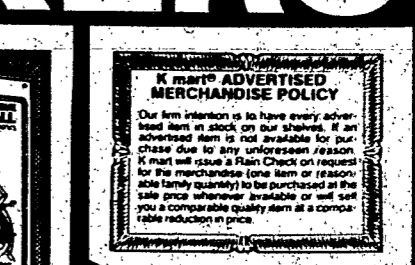 K mart® ADVERTISED
MERCHANDISE POLICY
Our firm intention is to have every adver-
tised item in stock on our shelves. If an
advertised item is not available for pur-
chase due to any unforeseen reason,
K mart will issue a Rain Check on request
for the merchandise (one item or reason-
able family quantity) to be purchased at the
sale price whenever available or will sell
you a comparable quality item at a compa-
rable reduction in price.